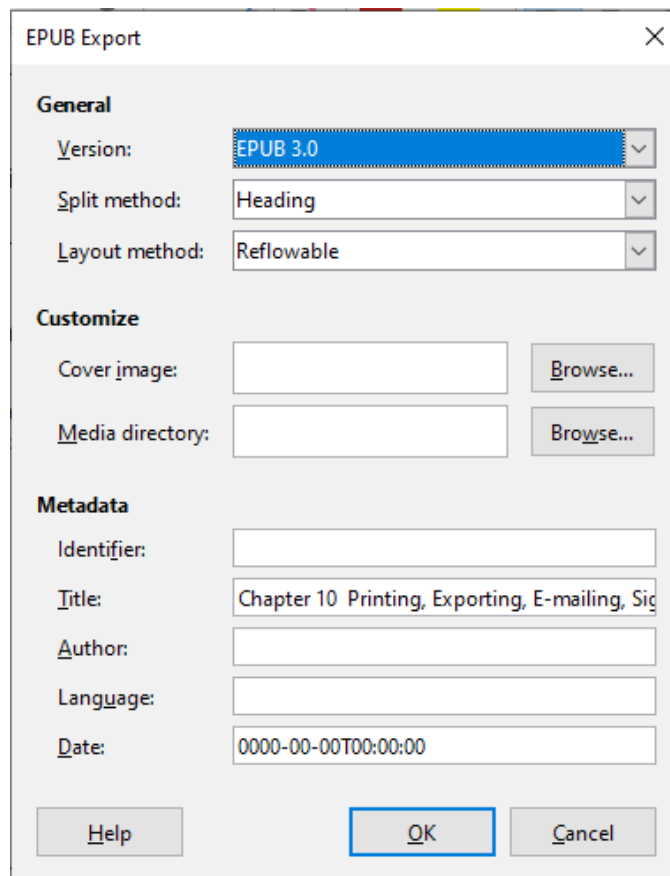 EPUB Export
General
Version: EPUB 3.0
Split method: Heading
Layout method: Reflowable
Customize
Cover image: Browse...
Media directory: Browse...
Metadata
Identifier:
Title: Chapter 10  Printing, Exporting, E-mailing, Sig
Author:
Language:
Date: 0000-00-00T00:00:00
Help OK Cancel